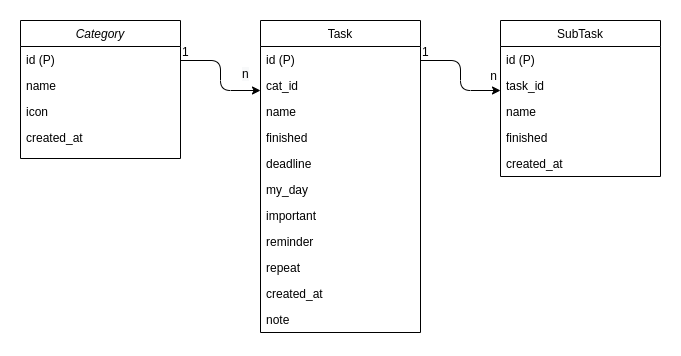 Category
id (P)
name
icon
created_at
1
n
Task
id (P)
cat_id
name
finished
deadline
my_day
important
reminder
repeat
created_at
note
1
n
SubTask
id (P)
task_id
name
finished
created_at